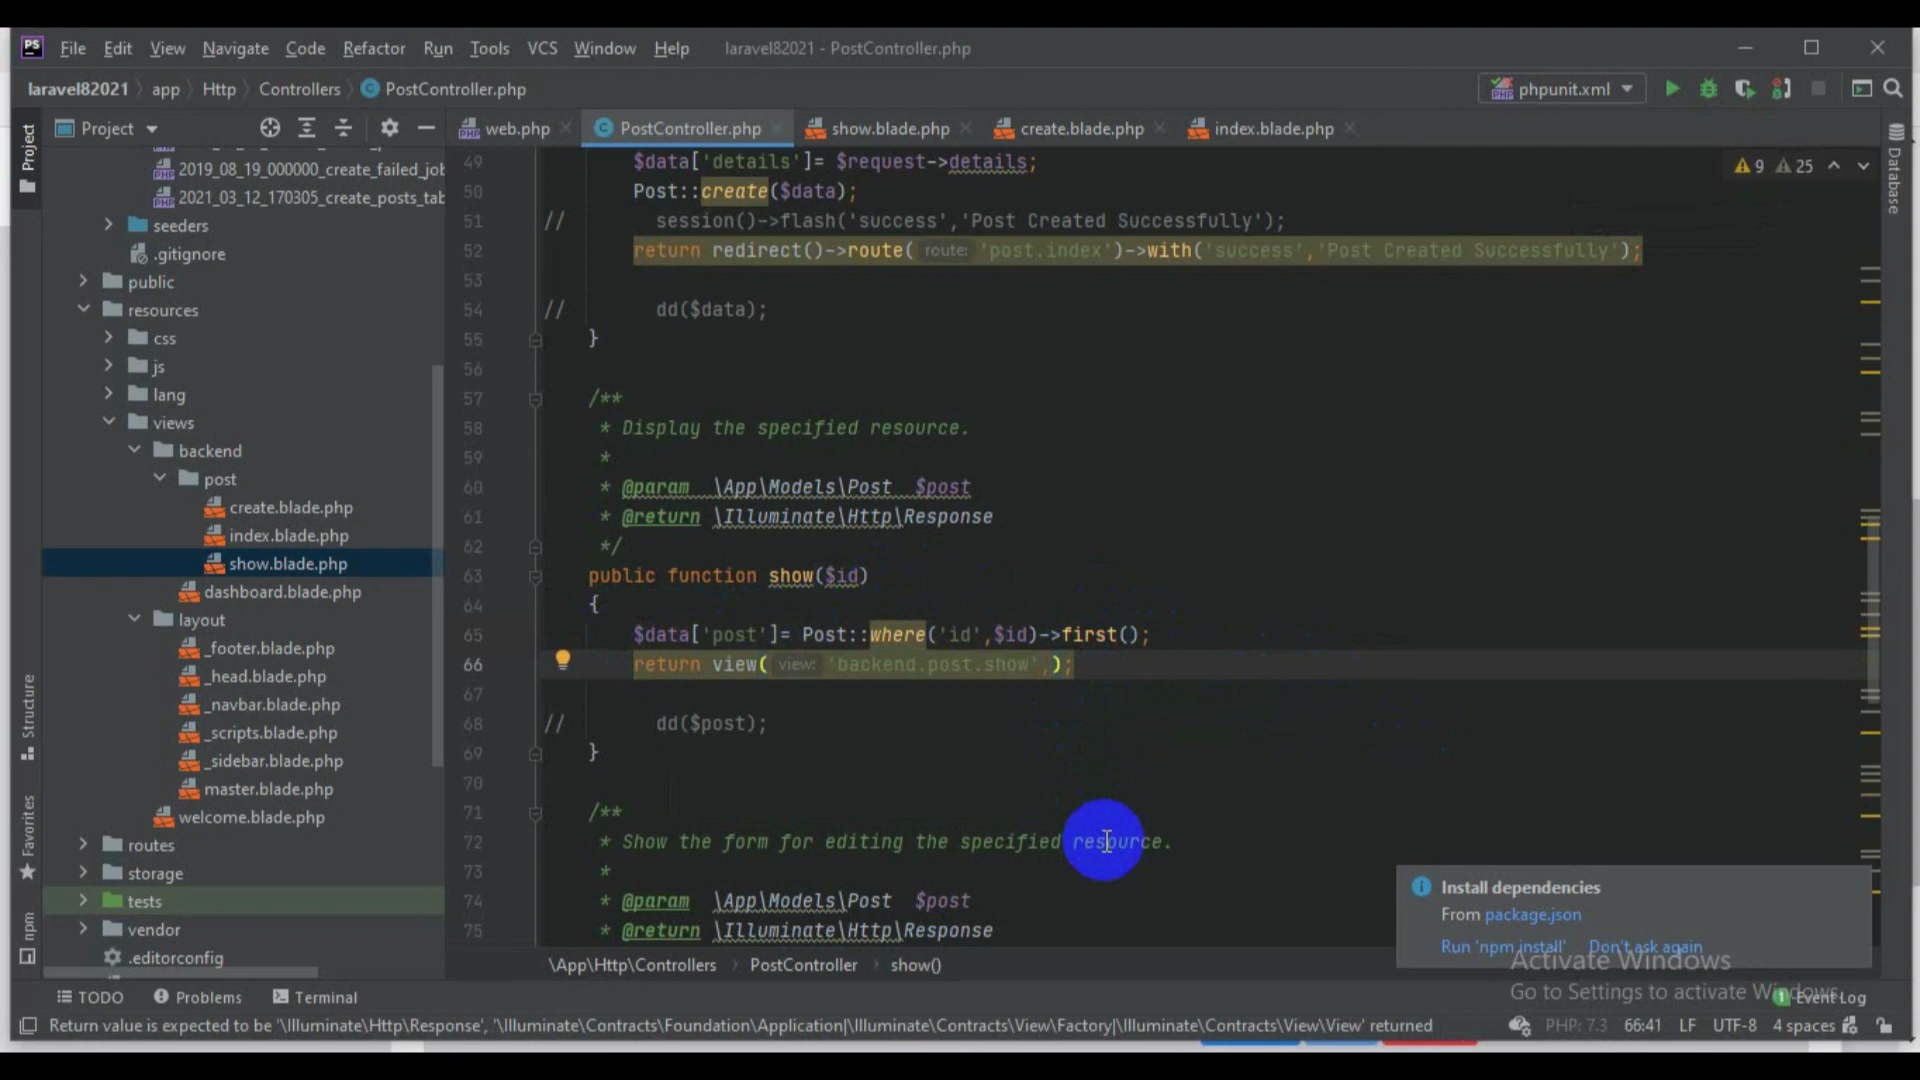 PS File Edit View Navigate Code Refactor Run Tools VCS Window Help laravel82021 - PostController.php
laravel82021 app Http Controllers PostController.php phpunit.xml
Project web.php PostController.php show.blade.php create.blade.php index.blade.php
Project
Structure
Favorites
npm
Database
2019_08_19_000000_create_failed_job
2021_03_12_170305_create_posts_tab
seeders
.gitignore
public
resources
css
js
lang
views
backend
post
create.blade.php
index.blade.php
show.blade.php
dashboard.blade.php
layout
_footer.blade.php
_head.blade.php
_navbar.blade.php
_scripts.blade.php
_sidebar.blade.php
master.blade.php
welcome.blade.php
routes
storage
tests
vendor
.editorconfig
9 25
49 $data['details']= $request->details;
50 Post::create($data);
51 // session()->flash('success','Post Created Successfully');
52 return redirect()->route( route: 'post.index')->with('success','Post Created Successfully');
53
54 // dd($data);
55 }
56
57 /**
58 * Display the specified resource.
59 *
60 * @param \App\Models\Post $post
61 * @return \Illuminate\Http\Response
62 */
63 public function show($id)
64 {
65 $data['post']= Post::where('id',$id)->first();
66 return view( view: 'backend.post.show',);
67
68 // dd($post);
69 }
70
71 /**
72 * Show the form for editing the specified resource.
73 *
74 * @param \App\Models\Post $post
75 * @return \Illuminate\Http\Response
\App\Http\Controllers PostController show()
Install dependencies
From package.json
Run 'npm install' Don't ask again
Activate Windows
Go to Settings to activate Windows.
TODO Problems Terminal 1 Event Log
Return value is expected to be '\Illuminate\Http\Response', '\Illuminate\Contracts\Foundation\Application|\Illuminate\Contracts\View\Factory|\Illuminate\Contracts\View\View' returned PHP: 7.3 66:41 LF UTF-8 4 spaces